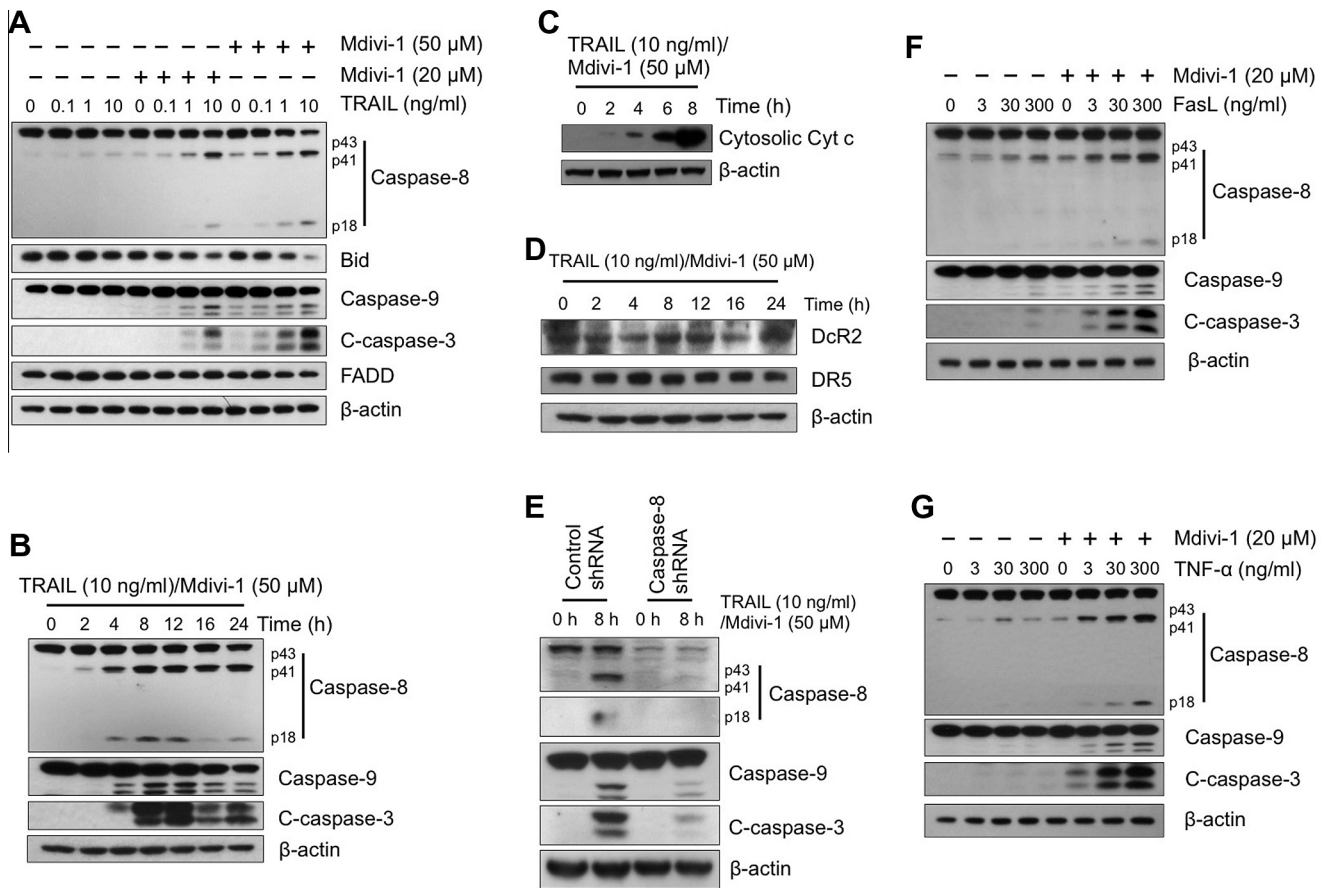 A
− − − − − − − − + + + + Mdivi-1 (50 µM)
− − − − + + + + − − − − Mdivi-1 (20 µM)
0 0.1 1 10 0 0.1 1 10 0 0.1 1 10 TRAIL (ng/ml)
p43
p41
Caspase-8
p18
Bid
Caspase-9
C-caspase-3
FADD
β-actin
B
TRAIL (10 ng/ml)/Mdivi-1 (50 µM)
0 2 4 8 12 16 24 Time (h)
p43
p41
Caspase-8
p18
Caspase-9
C-caspase-3
β-actin
C
TRAIL (10 ng/ml)/
Mdivi-1 (50 µM)
0 2 4 6 8 Time (h)
Cytosolic Cyt c
β-actin
D
TRAIL (10 ng/ml)/Mdivi-1 (50 µM)
0 2 4 8 12 16 24 Time (h)
DcR2
DR5
β-actin
E
Control
shRNA
Caspase-8
shRNA
TRAIL (10 ng/ml)
/Mdivi-1 (50 µM)
0 h 8 h 0 h 8 h
p43
p41
Caspase-8
p18
Caspase-9
C-caspase-3
β-actin
F
− − − − + + + + Mdivi-1 (20 µM)
0 3 30 300 0 3 30 300 FasL (ng/ml)
p43
p41
Caspase-8
p18
Caspase-9
C-caspase-3
β-actin
G
− − − − + + + + Mdivi-1 (20 µM)
0 3 30 300 0 3 30 300 TNF-α (ng/ml)
p43
p41
Caspase-8
p18
Caspase-9
C-caspase-3
β-actin